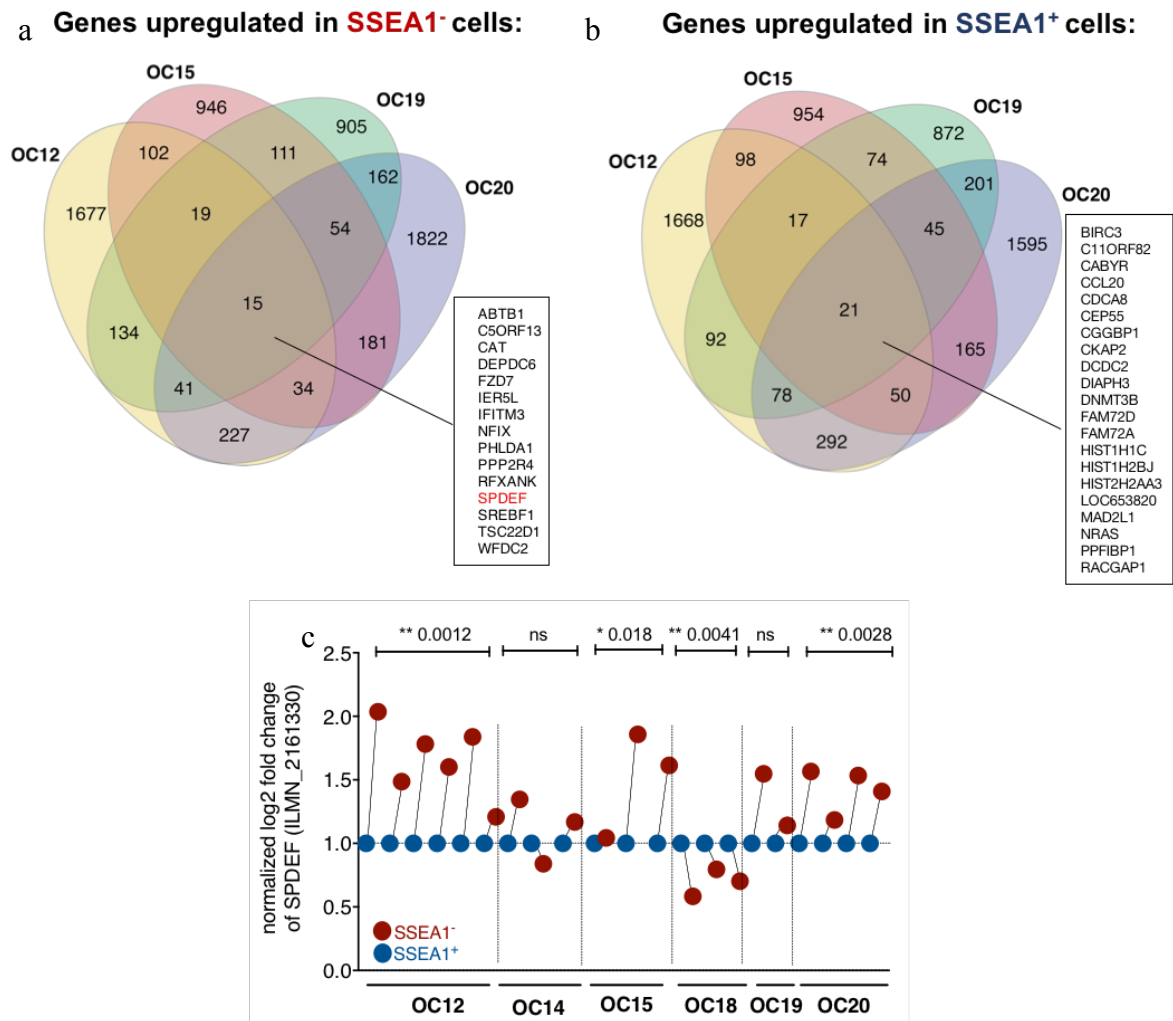 a Genes upregulated in SSEA1- cells:
OC15
946
OC19
905
OC12
102
111
162
OC20
1677
19
54
1822
15
134
181
41
34
227
ABTB1
C5ORF13
CAT
DEPDC6
FZD7
IER5L
IFITM3
NFIX
PHLDA1
PPP2R4
RFXANK
SPDEF
SREBF1
TSC22D1
WFDC2
b Genes upregulated in SSEA1+ cells:
OC15
954
OC19
872
OC12
98
74
201
OC20
1668
17
45
1595
21
92
165
78
50
292
BIRC3
C11ORF82
CABYR
CCL20
CDCA8
CEP55
CGGBP1
CKAP2
DCDC2
DIAPH3
DNMT3B
FAM72D
FAM72A
HIST1H1C
HIST1H2BJ
HIST2H2AA3
LOC653820
MAD2L1
NRAS
PPFIBP1
RACGAP1
c
** 0.0012 ns * 0.018 ** 0.0041 ns ** 0.0028
normalized log2 fold change
of SPDEF (ILMN_2161330)
2.5
2.0
1.5
1.0
0.5
0.0
SSEA1-
SSEA1+
OC12 OC14 OC15 OC18 OC19 OC20